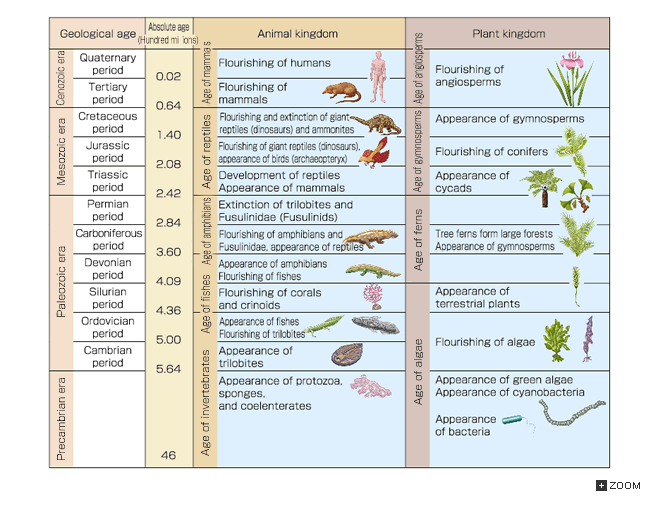 Geological age
Absolute age
(Hundred millions)
Animal kingdom
Plant kingdom
Cenozoic era
Quaternary
period
0.02
Age of mammals
Flourishing of humans
Age of angiosperms
Flourishing of
angiosperms
Tertiary
period
0.64
Flourishing of
mammals
Mesozoic era
Cretaceous
period
1.40
Age of reptiles
Flourishing and extinction of giant
reptiles (dinosaurs) and ammonites
Age of gymnosperms
Appearance of gymnosperms
Jurassic
period
2.08
Flourishing of giant reptiles (dinosaurs),
appearance of birds (archaeopteryx)
Flourishing of conifers
Triassic
period
2.42
Development of reptiles
Appearance of mammals
Appearance of
cycads
Paleozoic era
Permian
period
2.84
Age of amphibians
Extinction of trilobites and
Fusulinidae (Fusulinids)
Age of ferns
Carboniferous
period
3.60
Flourishing of amphibians and
Fusulinidae, appearance of reptiles
Tree ferns form large forests
Appearance of gymnosperms
Devonian
period
4.09
Age of fishes
Appearance of amphibians
Flourishing of fishes
Silurian
period
4.36
Flourishing of corals
and crinoids
Appearance of
terrestrial plants
Ordovician
period
5.00
Appearance of fishes
Flourishing of trilobites
Age of algae
Flourishing of algae
Cambrian
period
5.64
Age of invertebrates
Appearance of
trilobites
Precambrian era
46
Appearance of protozoa,
sponges,
and coelenterates
Appearance of green algae
Appearance of cyanobacteria
Appearance
of bacteria
ZOOM